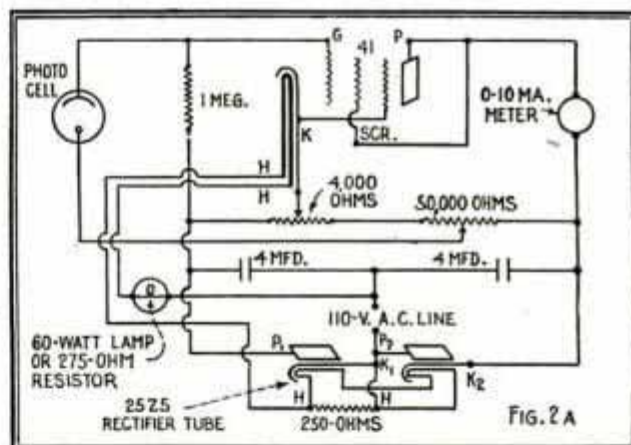 G
41
P
PHOTO
CELL
1 MEG.
0-10 MA.
METER
K
SCR.
H
H
4,000
OHMS
50,000 OHMS
4 MFD.
4 MFD.
110-V. A.C. LINE
60-WATT LAMP
OR 275-OHM
RESISTOR
P1
P2
K1
K2
25Z5
RECTIFIER TUBE
H
H
250-OHMS
FIG. 2A